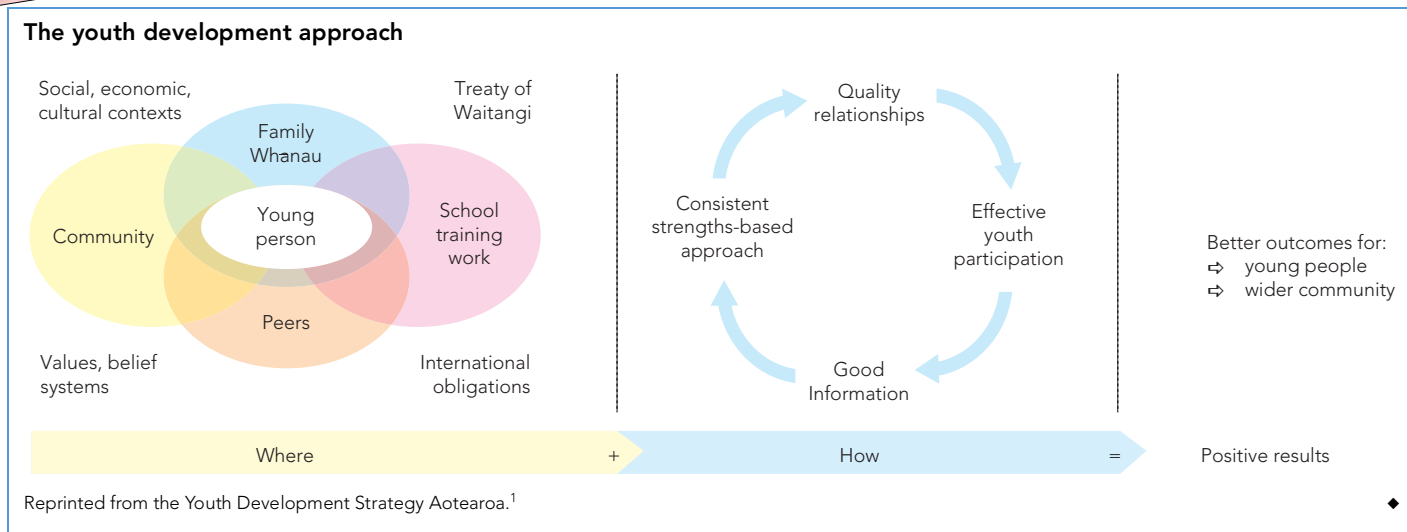 The youth development approach
Social, economic,
cultural contexts
Treaty of
Waitangi
Family
Whānau
Community
Young
person
School
training
work
Peers
Values, belief
systems
International
obligations
Quality
relationships
Consistent
strengths-based
approach
Effective
youth
participation
Good
Information
Better outcomes for:
⇨ young people
⇨ wider community
Where + How = Positive results
Reprinted from the Youth Development Strategy Aotearoa.1 ◆